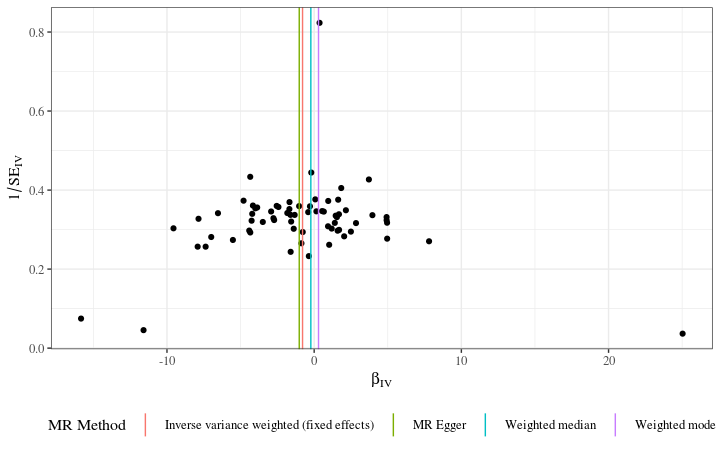 0.8
0.6
0.4
0.2
0.0
1/SE_IV
-10 0 10 20
β_IV
MR Method Inverse variance weighted (fixed effects) MR Egger Weighted median Weighted mode